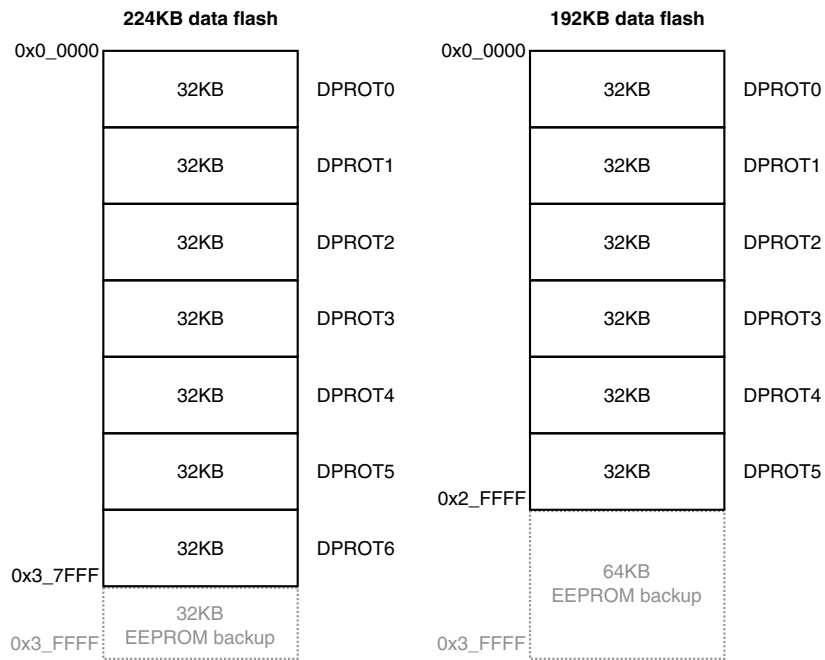 224KB data flash
0x0_0000
32KB DPROT0
32KB DPROT1
32KB DPROT2
32KB DPROT3
32KB DPROT4
32KB DPROT5
32KB DPROT6
0x3_7FFF
32KB
EEPROM backup
0x3_FFFF
192KB data flash
0x0_0000
32KB DPROT0
32KB DPROT1
32KB DPROT2
32KB DPROT3
32KB DPROT4
32KB DPROT5
0x2_FFFF
64KB
EEPROM backup
0x3_FFFF